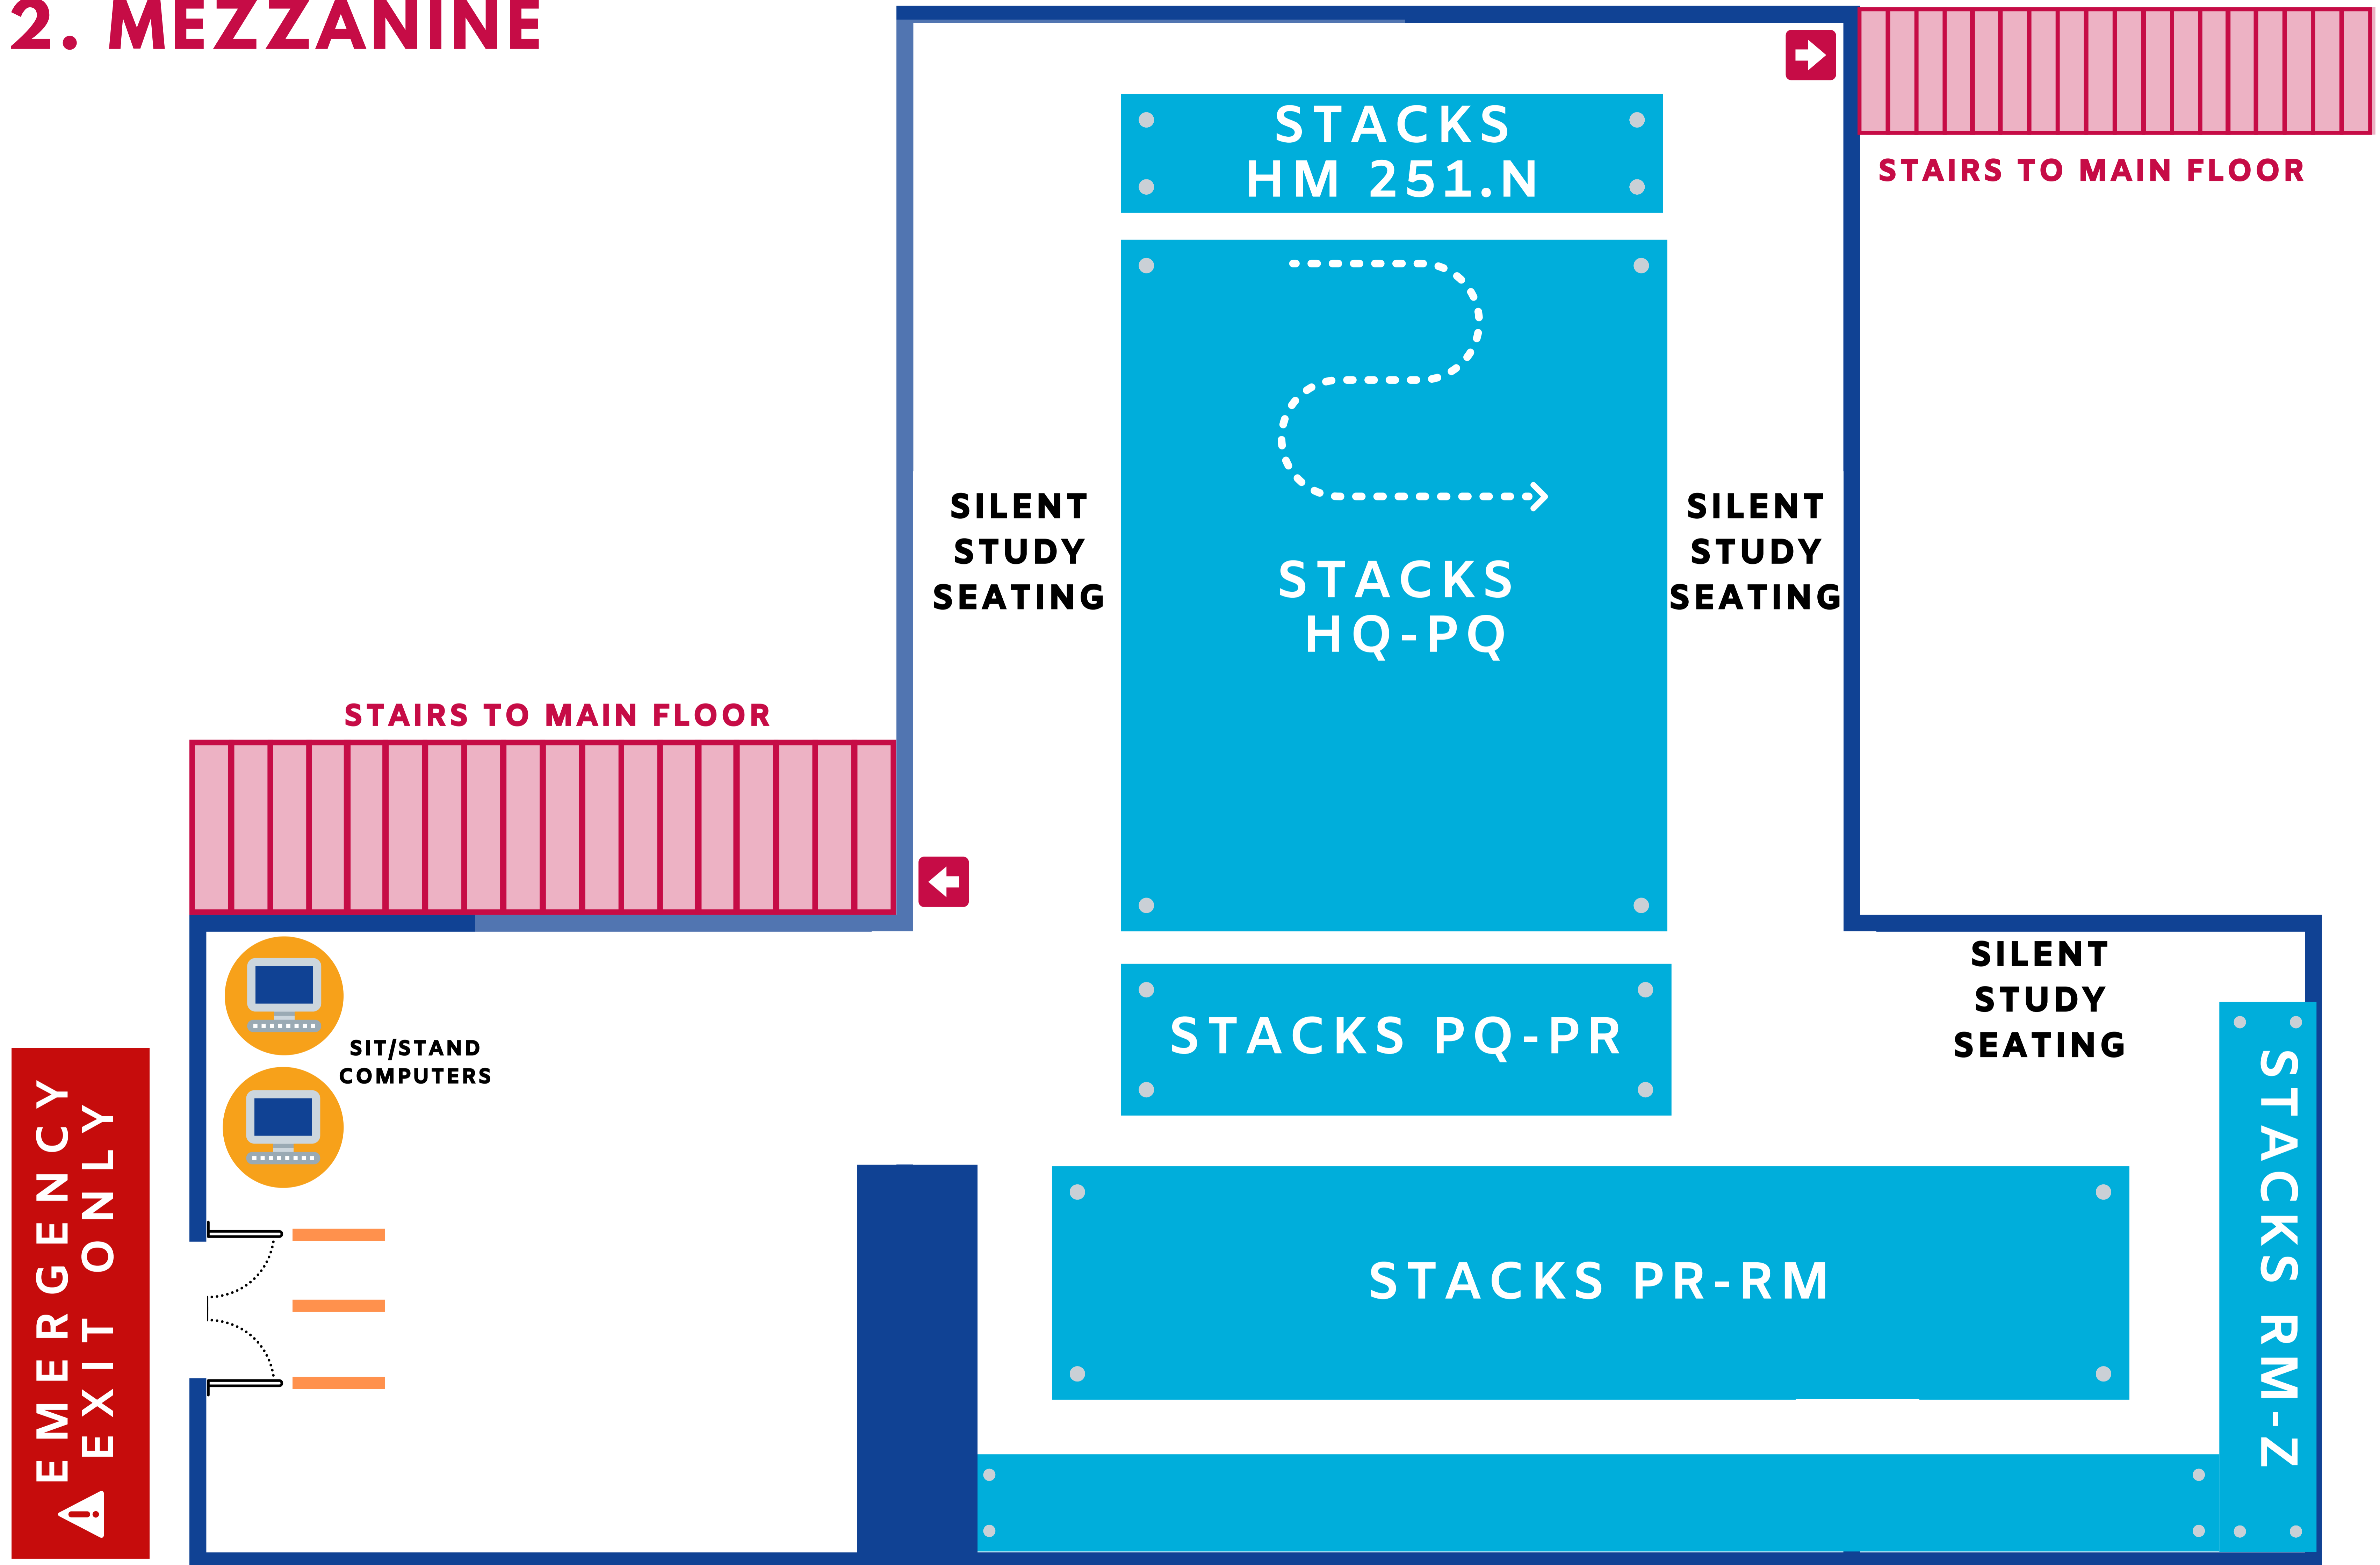 2. MEZZANINE
STACKS
HM 251.N
STAIRS TO MAIN FLOOR
SILENT
STUDY
SEATING
STACKS
HQ-PQ
SILENT
STUDY
SEATING
STAIRS TO MAIN FLOOR
SIT/STAND
COMPUTERS
STACKS PQ-PR
SILENT
STUDY
SEATING
EMERGENCY
EXIT ONLY
STACKS PR-RM
STACKS RM-Z